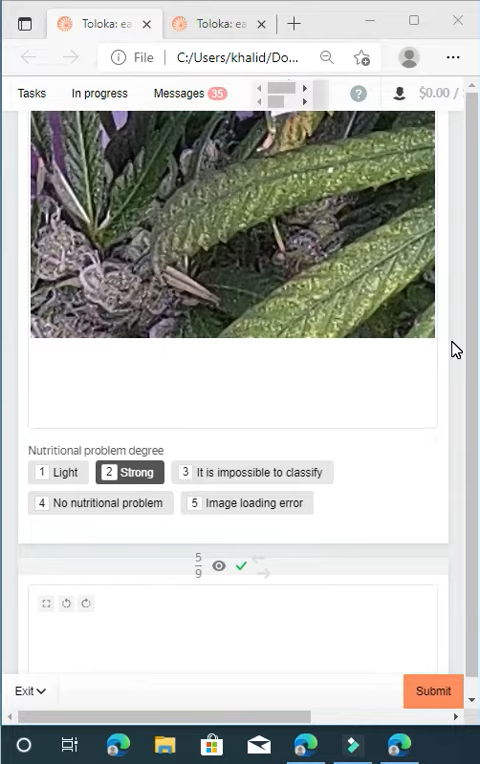 Toloka: ea
Toloka: ea
File
C:/Users/khalid/Do...
Tasks
In progress
Messages 35
?
$0.00 /
Nutritional problem degree
1 Light
2 Strong
3 It is impossible to classify
4 No nutritional problem
5 Image loading error
5
9
Exit
Submit